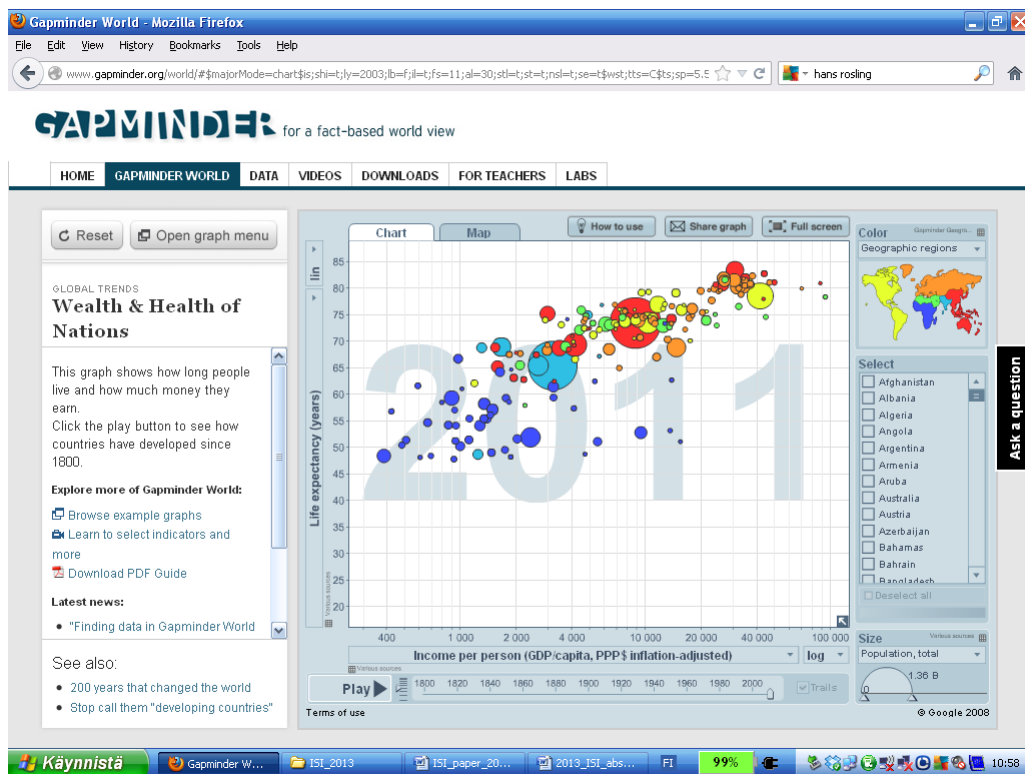 Gapminder World - Mozilla Firefox
File Edit View History Bookmarks Tools Help
www.gapminder.org/world/#$majorMode=chart$is;shi=t;ly=2003;lb=f;il=t;fs=11;al=30;stl=t;st=t;nsl=t;se=t$wst;tts=C$ts;sp=5.5
hans rosling
GAPMINDER for a fact-based world view
HOME GAPMINDER WORLD DATA VIDEOS DOWNLOADS FOR TEACHERS LABS
Reset Open graph menu
GLOBAL TRENDS
Wealth & Health of
Nations
This graph shows how long people
live and how much money they
earn.
Click the play button to see how
countries have developed since
1800.
Explore more of Gapminder World:
Browse example graphs
Learn to select indicators and
more
Download PDF Guide
Latest news:
• "Finding data in Gapminder World
See also:
• 200 years that changed the world
• Stop call them "developing countries"
Chart Map
How to use Share graph Full screen
lin
Life expectancy (years)
Various sources
85
80
75
70
65
60
55
50
45
40
35
30
25
20
2011
400 1 000 2 000 4 000 10 000 20 000 40 000 100 000
Income per person (GDP/capita, PPP$ inflation-adjusted) log
Various sources
Play 1800 1820 1840 1860 1880 1900 1920 1940 1960 1980 2000 Trails
Terms of use
© Google 2008
Color Gapminder Geogra...
Geographic regions
Select
Afghanistan
Albania
Algeria
Angola
Argentina
Armenia
Aruba
Australia
Austria
Azerbaijan
Bahamas
Bahrain
Bangladesh
Deselect all
Size Various sources
Population, total
0 1.36 B
Ask a question
Käynnistä Gapminder W... ISI_2013 ISI_paper_20... 2013_ISI_abs... FI 99% 10:58